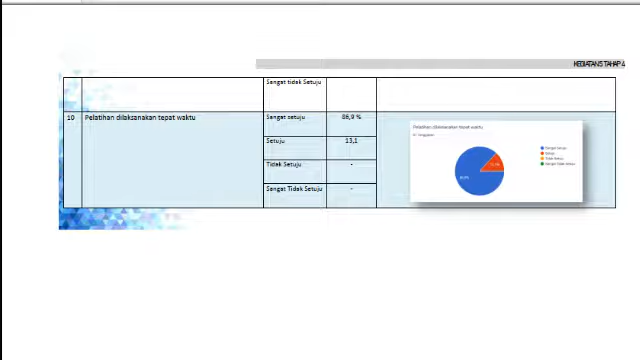 KEGIATAN 5 TAHAP 4
Sangat tidak Setuju
10 Pelatihan dilaksanakan tepat waktu Sangat setuju 86,9 %
Setuju 13,1
Tidak Setuju -
Sangat Tidak Setuju -
Pelatihan dilaksanakan tepat waktu
Sangat Setuju
Setuju
Tidak Setuju
Sangat Tidak Setuju